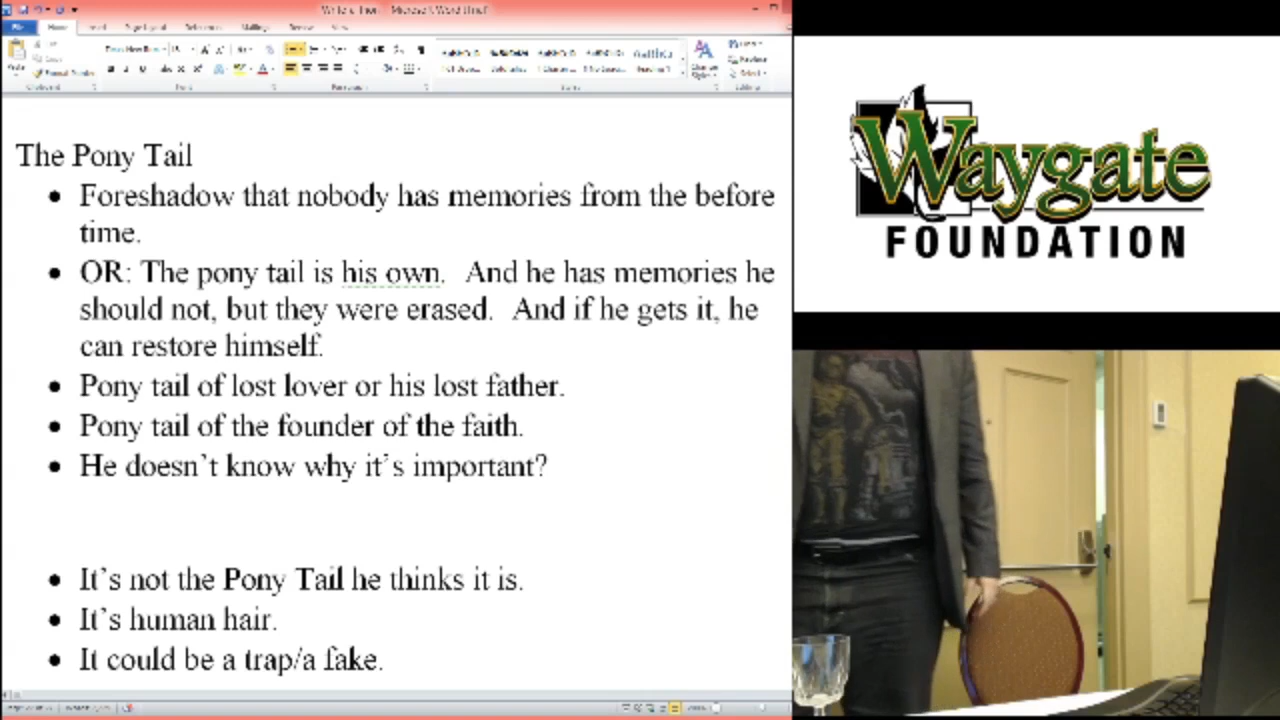 Home
The Pony Tail
• Foreshadow that nobody has memories from the before
time.
• OR: The pony tail is his own. And he has memories he
should not, but they were erased. And if he gets it, he
can restore himself.
• Pony tail of lost lover or his lost father.
• Pony tail of the founder of the faith.
• He doesn’t know why it’s important?
• It’s not the Pony Tail he thinks it is.
• It’s human hair.
• It could be a trap/a fake.
Waygate
FOUNDATION